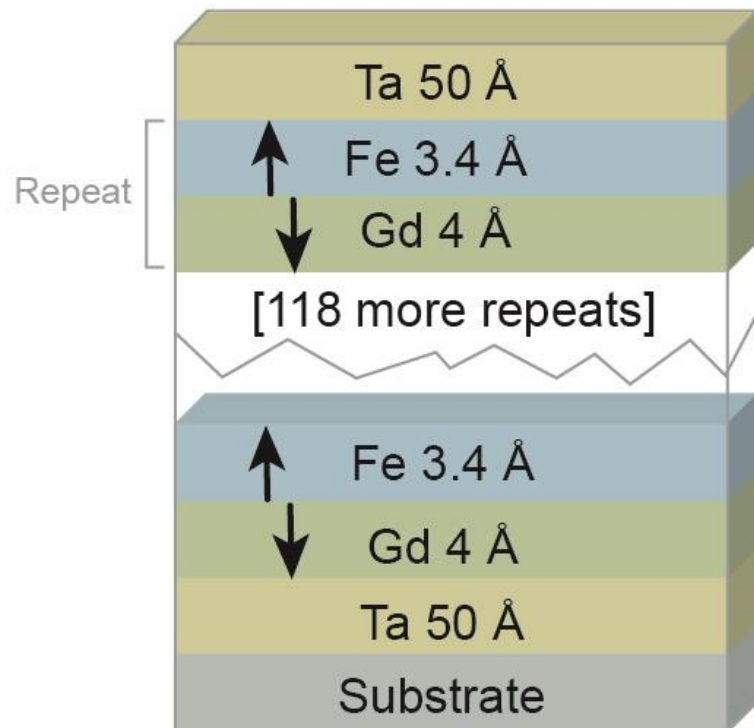 Ta 50 Å
Fe 3.4 Å
Repeat
Gd 4 Å
[118 more repeats]
Fe 3.4 Å
Gd 4 Å
Ta 50 Å
Substrate